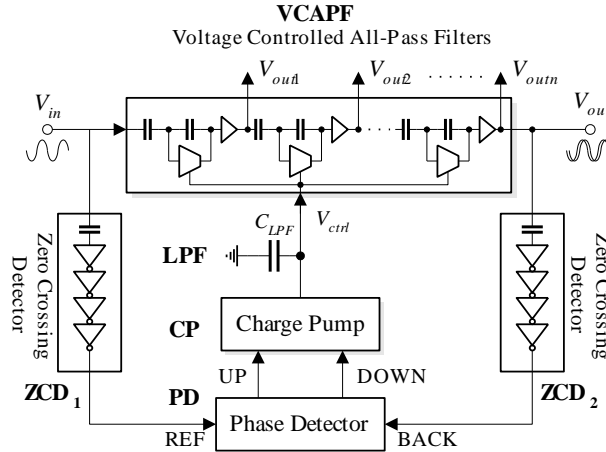 VCAPF
Voltage Controlled All-Pass Filters
V_out1 V_out2 ...... V_outn
V_in
V_ou
C_LPF V_ctrl
LPF
Zero Crossing
Detector
Zero Crossing
Detector
CP Charge Pump
UP DOWN
ZCD_1 PD ZCD_2
Phase Detector
REF BACK